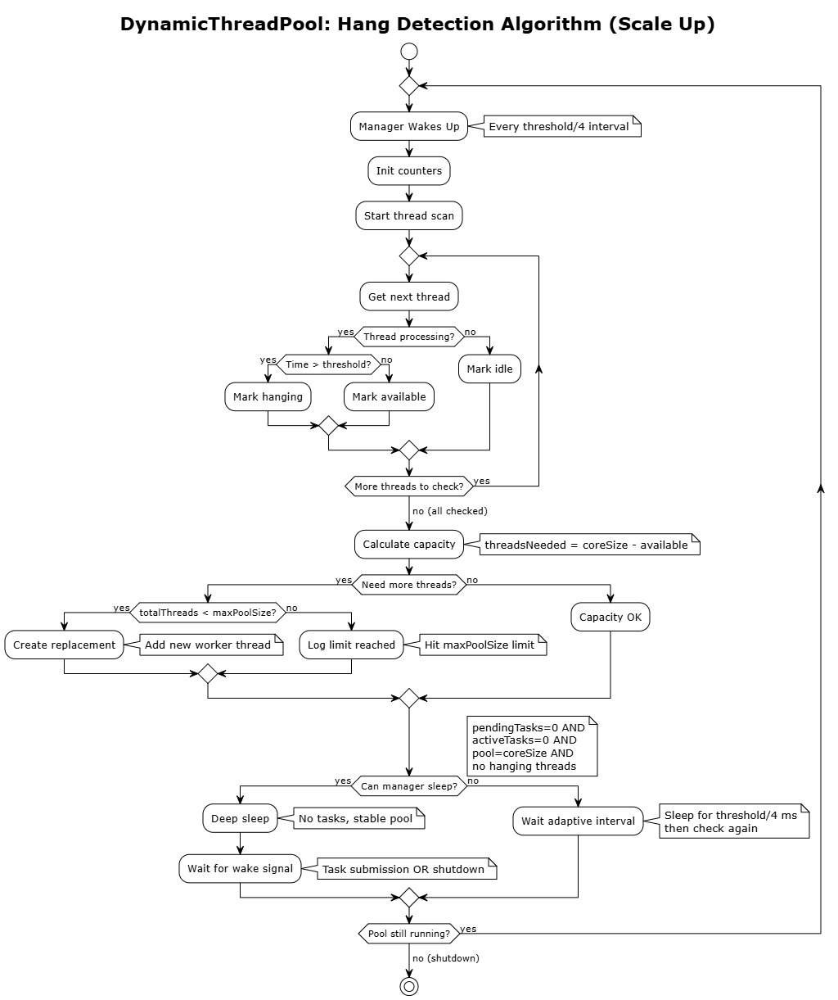 DynamicThreadPool: Hang Detection Algorithm (Scale Up)
Manager Wakes Up
Every threshold/4 interval
Init counters
Start thread scan
Get next thread
yes
Thread processing?
no
yes
Time > threshold?
no
Mark idle
Mark hanging
Mark available
More threads to check?
yes
no (all checked)
Calculate capacity
threadsNeeded = coreSize - available
yes
Need more threads?
no
yes
totalThreads < maxPoolSize?
no
Capacity OK
Create replacement
Add new worker thread
Log limit reached
Hit maxPoolSize limit
pendingTasks=0 AND
activeTasks=0 AND
pool=coreSize AND
no hanging threads
yes
Can manager sleep?
no
Deep sleep
No tasks, stable pool
Wait adaptive interval
Sleep for threshold/4 ms
then check again
Wait for wake signal
Task submission OR shutdown
Pool still running?
yes
no (shutdown)